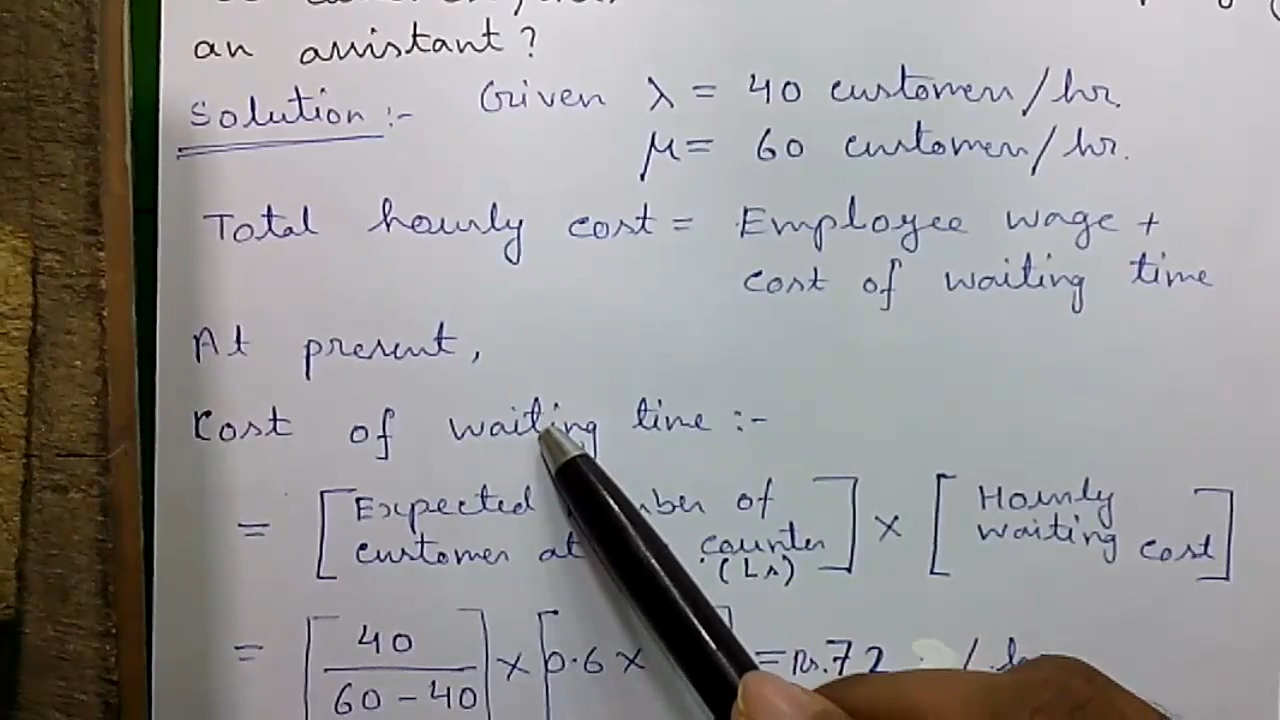 an assistant?
Solution :- Given λ = 40 customers/hr.
μ = 60 customers/hr.
Total hourly cost = Employee wage +
cost of waiting time
At present,
Cost of waiting time :-
= [Expected of customer at counter (Ls)] × [Hourly waiting cost]
= [40 / 60 - 40] × [0.6 × ] = Rs. 72